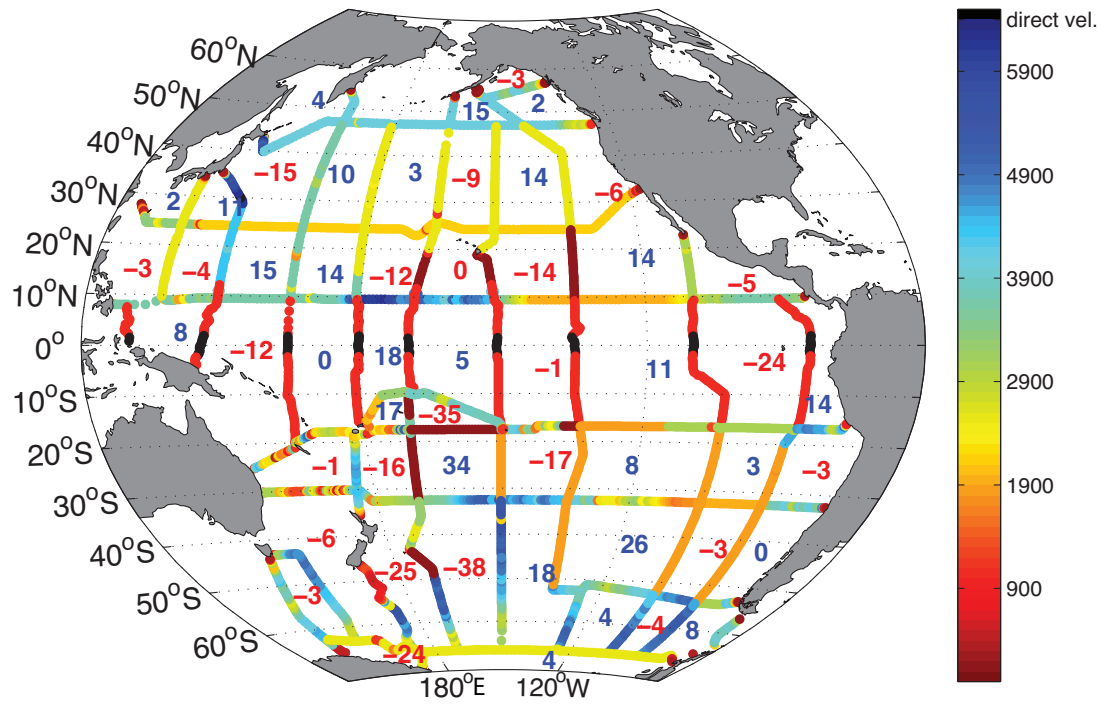 60°N
50°N
40°N
30°N
20°N
10°N
0°
10°S
20°S
30°S
40°S
50°S
60°S
180°E 120°W
−3
4 15 2
−15 10 3 −9 14 −6
2 11
14
−3 −4 15 14 −12 0 −14 −5
8 −12 0 18 5 −1 11 −24
17 −35 14
−1 −16 34 −17 8 3 −3
−6 26 −3 0
−25 −38 18
−3 4 −4 8
−24 4
direct vel.
5900
4900
3900
2900
1900
900